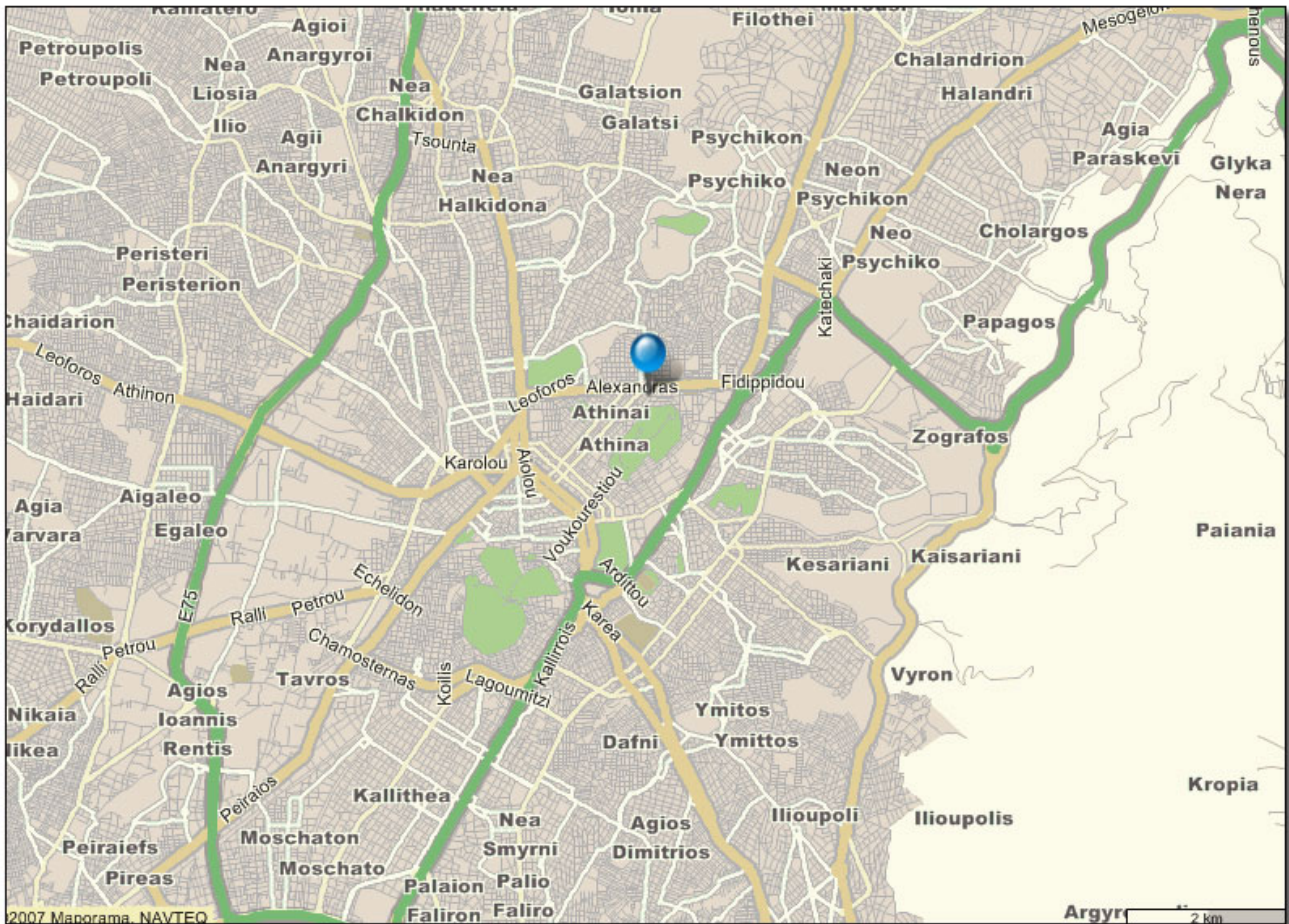 Kamatero
Agioi
Anargyroi
Filothei
Mesogeion
Petroupolis
Petroupoli
Nea
Liosia
Ilio
Nea
Chalkidon
Chalandrion
Halandri
Galatsion
Galatsi
Agii
Anargyri
Tsounta
Psychikon
Psychiko
Agia
Paraskevi
Glyka
Nera
Nea
Halkidona
Neon
Psychikon
Neo
Psychiko
Cholargos
Peristeri
Peristerion
Katechaki
Papagos
Chaidarion
Leoforos Athinon
Haidari
Leoforos
Alexandras
Fidippidou
Athinai
Athina
Zografos
Karolou
Aiolou
Voukourestiou
Aigaleo
Egaleo
Agia
Varvara
Paiania
Kesariani
Kaisariani
Ardittou
Echelidon
E75
Ralli Petrou
Korydallos
Ralli Petrou
Karea
Chamosternas
Kallirrois
Koilis
Lagoumitzi
Tavros
Vyron
Agios
Ioannis
Rentis
Nikaia
Nikea
Ymitos
Ymittos
Dafni
Peiraios
Kallithea
Kropia
Nea
Smyrni
Agios
Dimitrios
Ilioupoli
Ilioupolis
Moschaton
Moschato
Peiraiefs
Pireas
Palaion
Faliron
Palio
Faliro
2007 Maporama, NAVTEQ
2 km